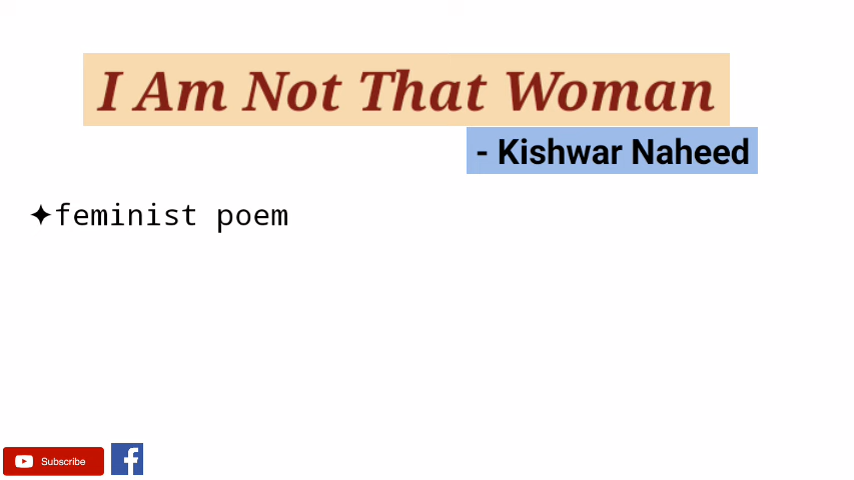 I Am Not That Woman
- Kishwar Naheed
✦feminist poem
Subscribe